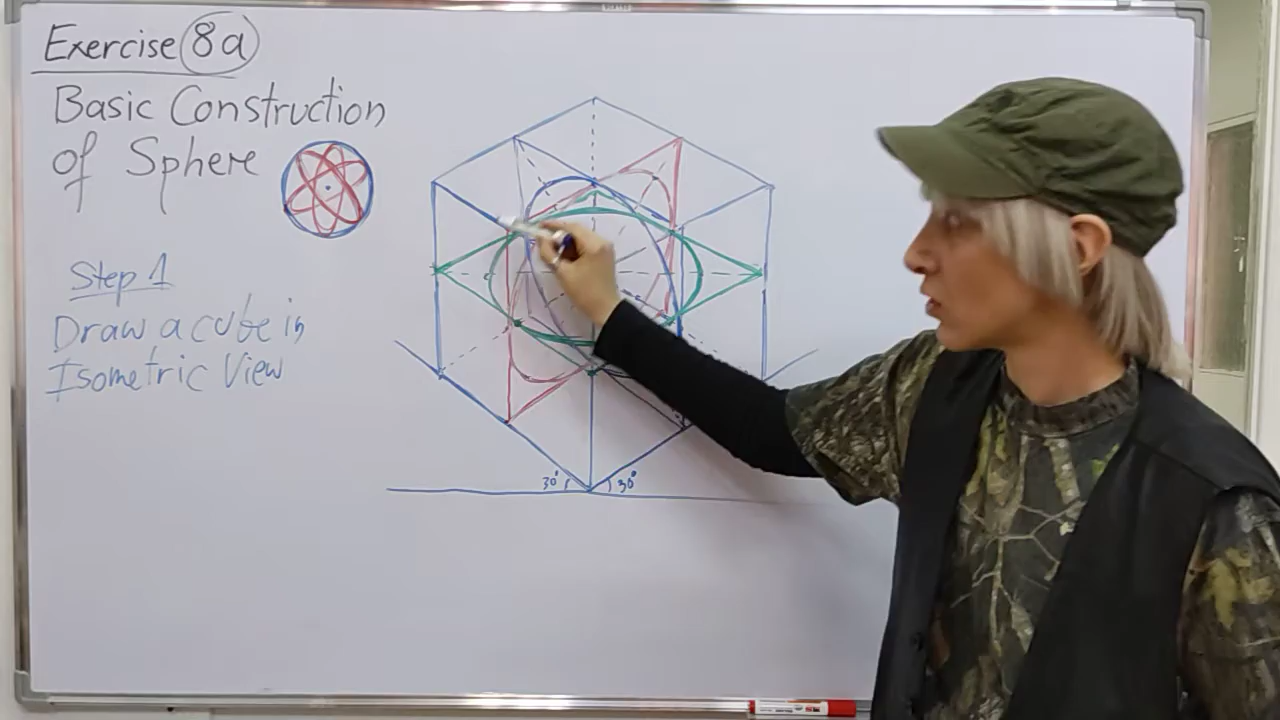 Exercise 8a
Basic Construction
of Sphere
Step 1
Draw a cube in
Isometric View
30° 30°